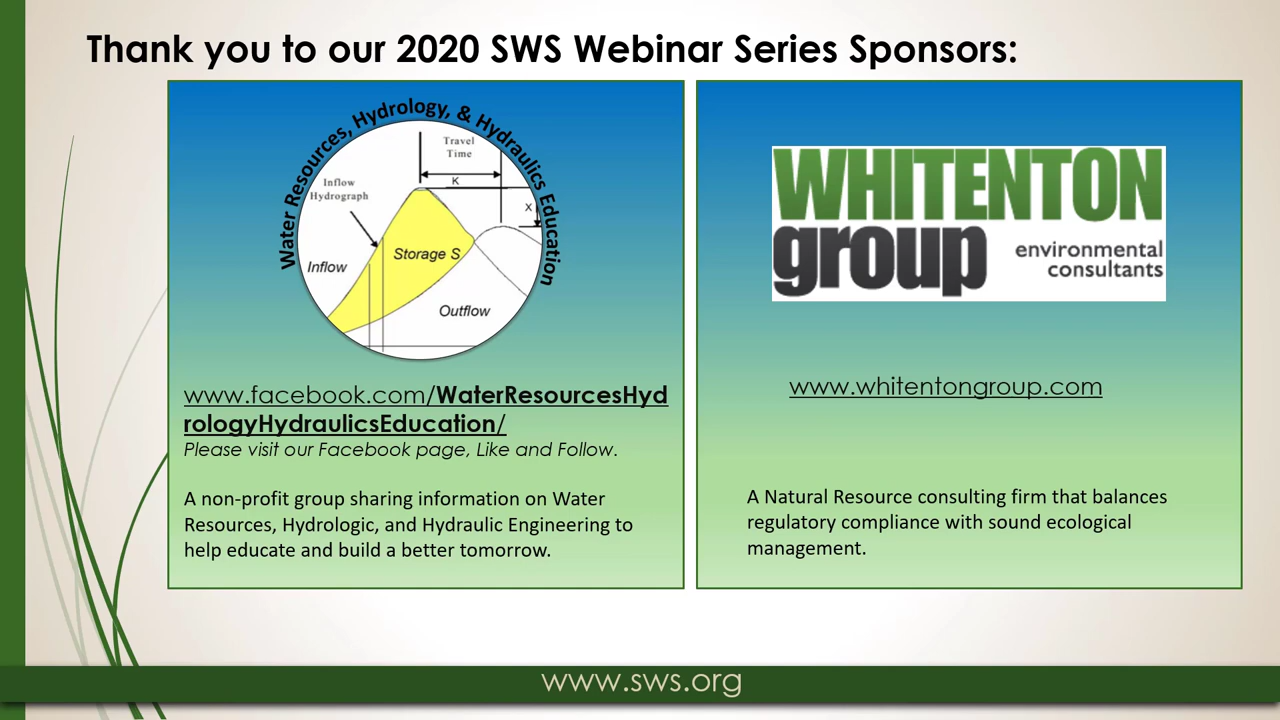 Thank you to our 2020 SWS Webinar Series Sponsors:
Water Resources, Hydrology, & Hydraulics Education
Travel
Time
K
Inflow
Hydrograph
X
Storage S
Inflow
Outflow
www.facebook.com/WaterResourcesHyd
rologyHydraulicsEducation/
Please visit our Facebook page, Like and Follow.
A non-profit group sharing information on Water
Resources, Hydrologic, and Hydraulic Engineering to
help educate and build a better tomorrow.
WHITENTON
group
environmental
consultants
www.whitentongroup.com
A Natural Resource consulting firm that balances
regulatory compliance with sound ecological
management.
www.sws.org